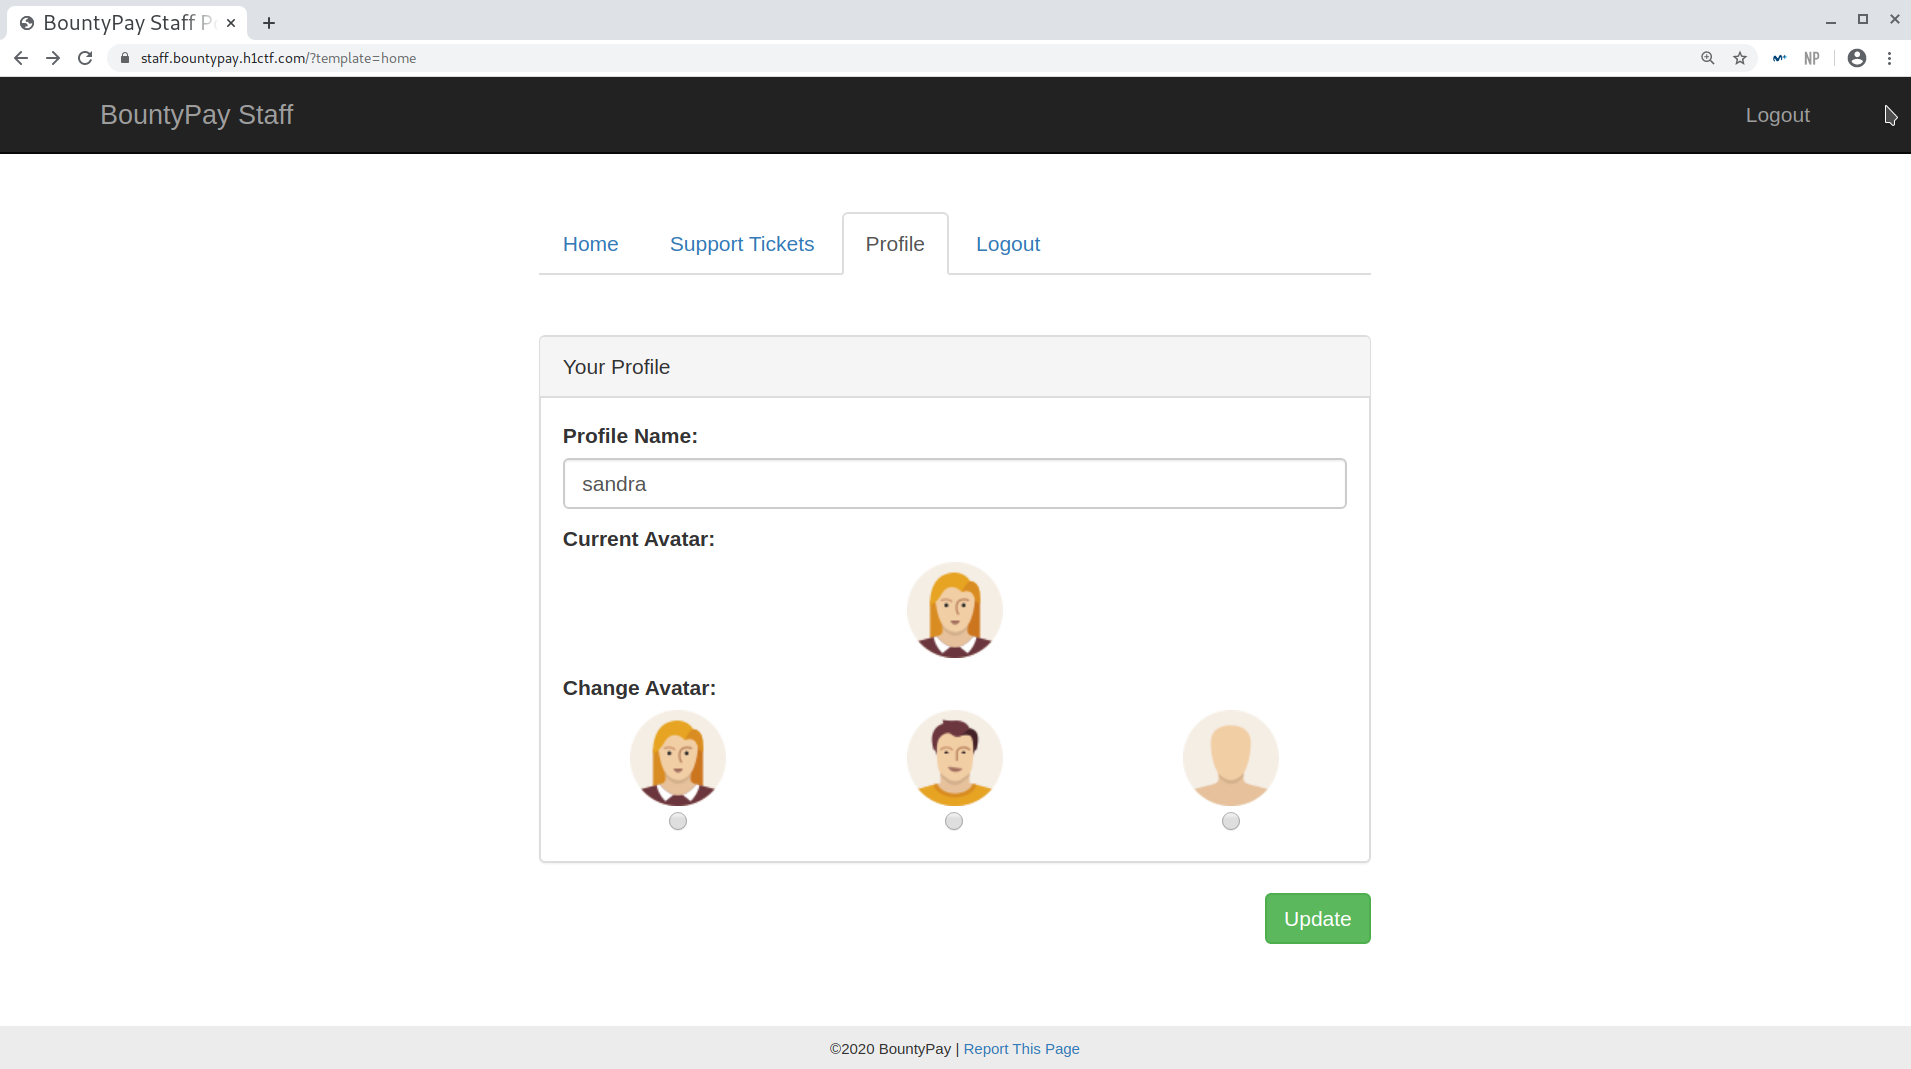 BountyPay Staff P
staff.bountypay.h1ctf.com/?template=home
NP
BountyPay Staff
Logout
Home
Support Tickets
Profile
Logout
Your Profile
Profile Name:
sandra
Current Avatar:
Change Avatar:
Update
©2020 BountyPay | Report This Page